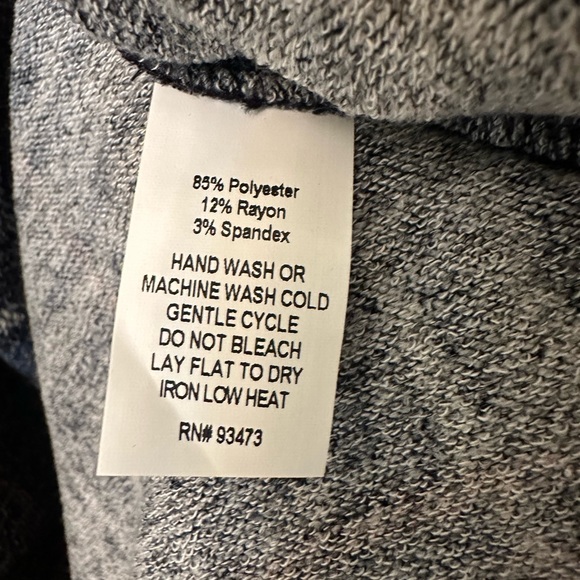 85% Polyester
12% Rayon
3% Spandex
HAND WASH OR
MACHINE WASH COLD
GENTLE CYCLE
DO NOT BLEACH
LAY FLAT TO DRY
IRON LOW HEAT
RN# 93473